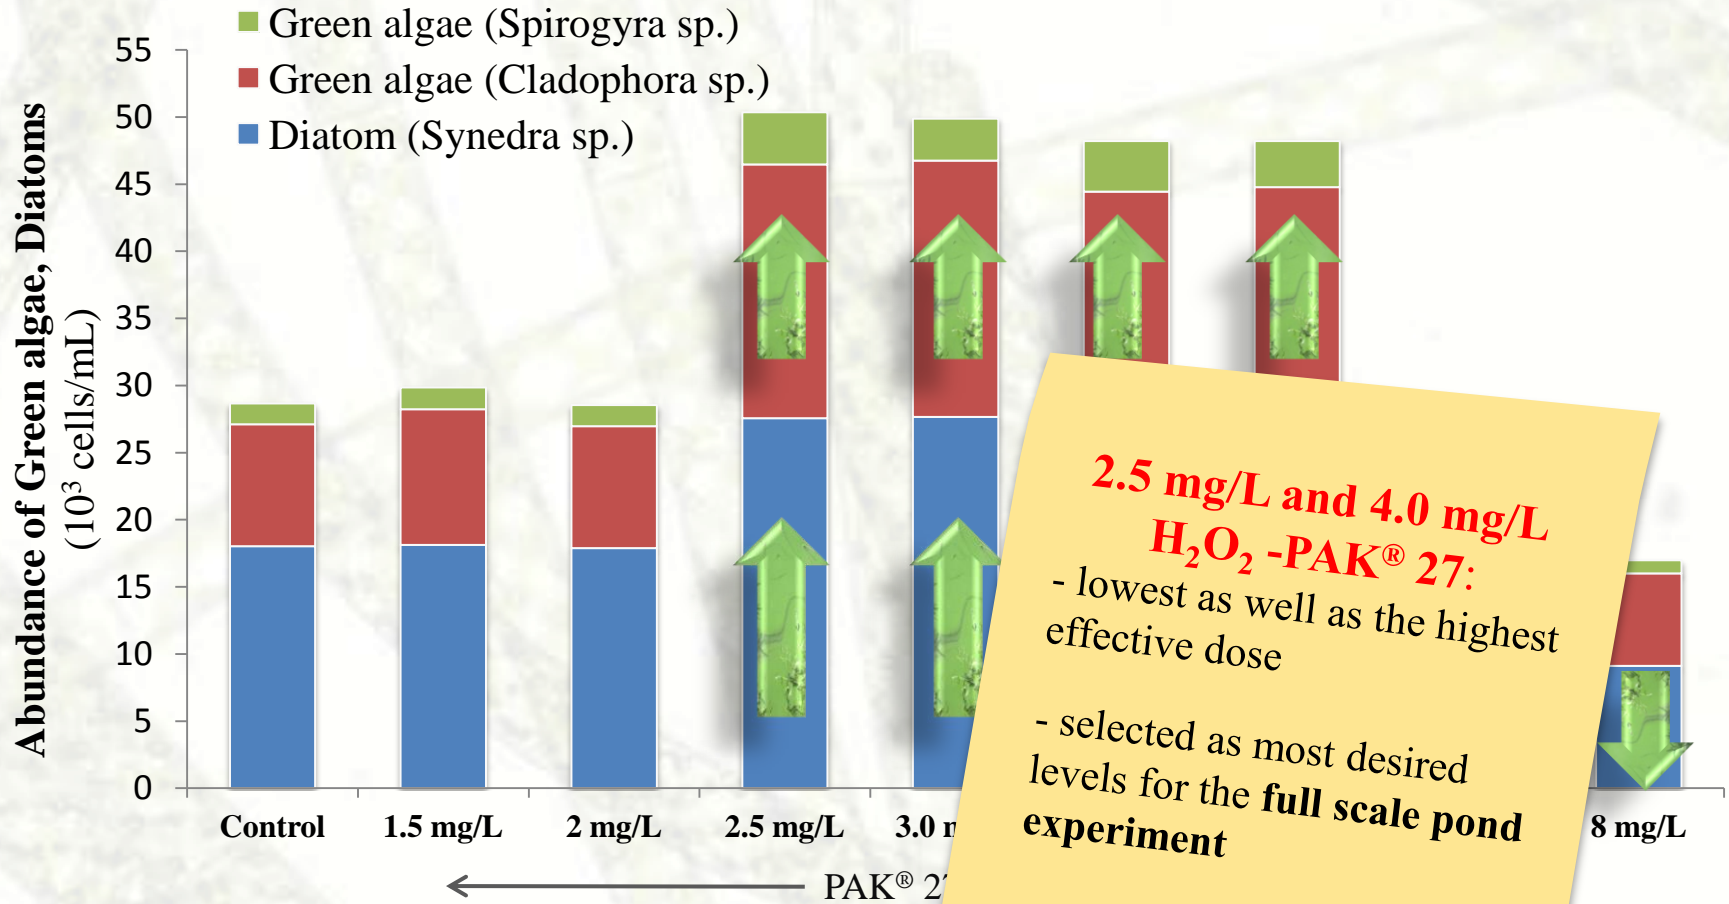 Green algae (Spirogyra sp.)
Green algae (Cladophora sp.)
Diatom (Synedra sp.)
Abundance of Green algae, Diatoms
(10³ cells/mL)
55
50
45
40
35
30
25
20
15
10
5
0
Control 1.5 mg/L 2 mg/L 2.5 mg/L 3.0 8 mg/L
PAK®
2.5 mg/L and 4.0 mg/L
H₂O₂ -PAK® 27:
- lowest as well as the highest
effective dose
- selected as most desired
levels for the full scale pond
experiment